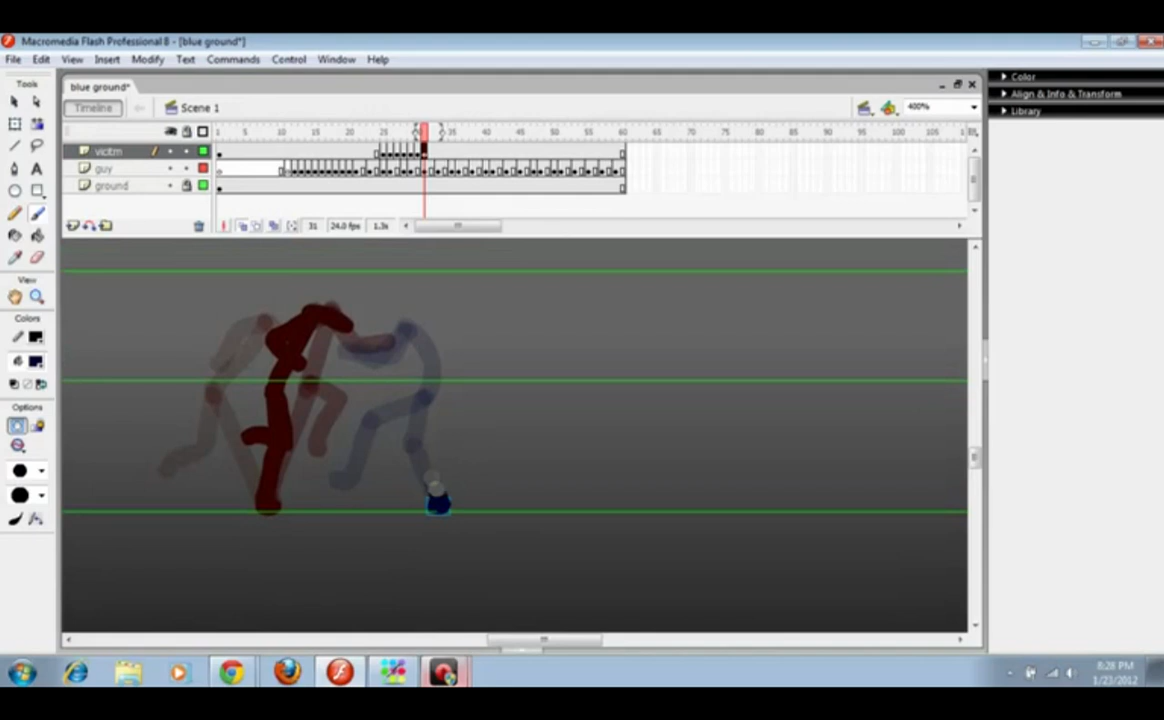 Macromedia Flash Professional 8 - [blue ground*]
File Edit View Insert Modify Text Commands Control Window Help
Tools
blue ground*
Color
Timeline Scene 1 400%
Align & Info & Transform
Library
1 5 10 15 20 25 35 40 45 50 55 60 65 70 75 80 85 90 95 100 105
vicitm
guy
ground
31 24.0 fps 1.3s
View
Colors
Options
8:28 PM
1/23/2012